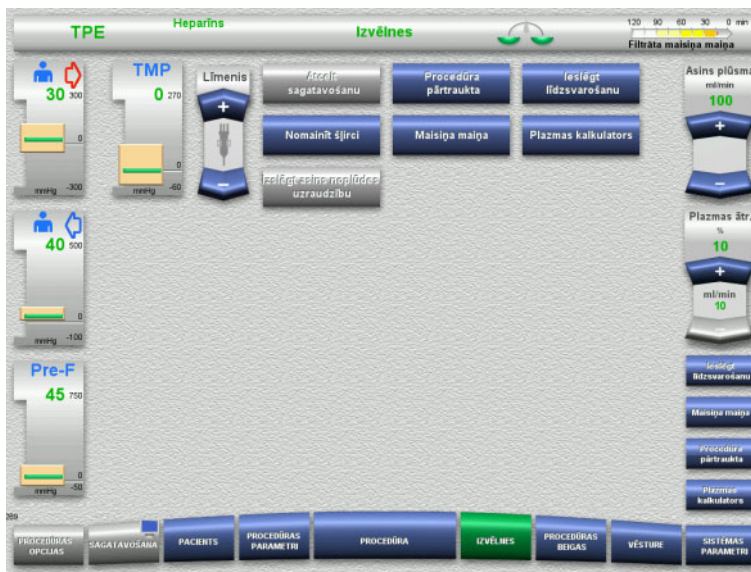 TPE
Heparīns
Izvēlnes
120 90 60 30 0 min
Filtrāta maisiņa maiņa
30 300
0
mmHg -300
TMP
0 270
0
mmHg -60
Līmenis
+
−
Atcelt sagatavošanu
Procedūra pārtraukta
Ieslēgt līdzsvarošanu
Nomainīt šļirci
Maisiņa maiņa
Plazmas kalkulators
Izslēgt asins noplūdes uzraudzību
Asins plūsma
ml/min
100
+
−
40 500
0
mmHg -100
Plazmas ātr.
%
10
+
ml/min
10
−
Pre-F
45 750
0
mmHg -50
Ieslēgt līdzsvarošanu
Maisiņa maiņa
Procedūra pārtraukta
Plazmas kalkulators
289
PROCEDŪRAS OPCIJAS
SAGATAVOŠANA
PACIENTS
PROCEDŪRAS PARAMETRI
PROCEDŪRA
IZVĒLNES
PROCEDŪRAS BEIGAS
VĒSTURE
SISTĒMAS PARAMETRI